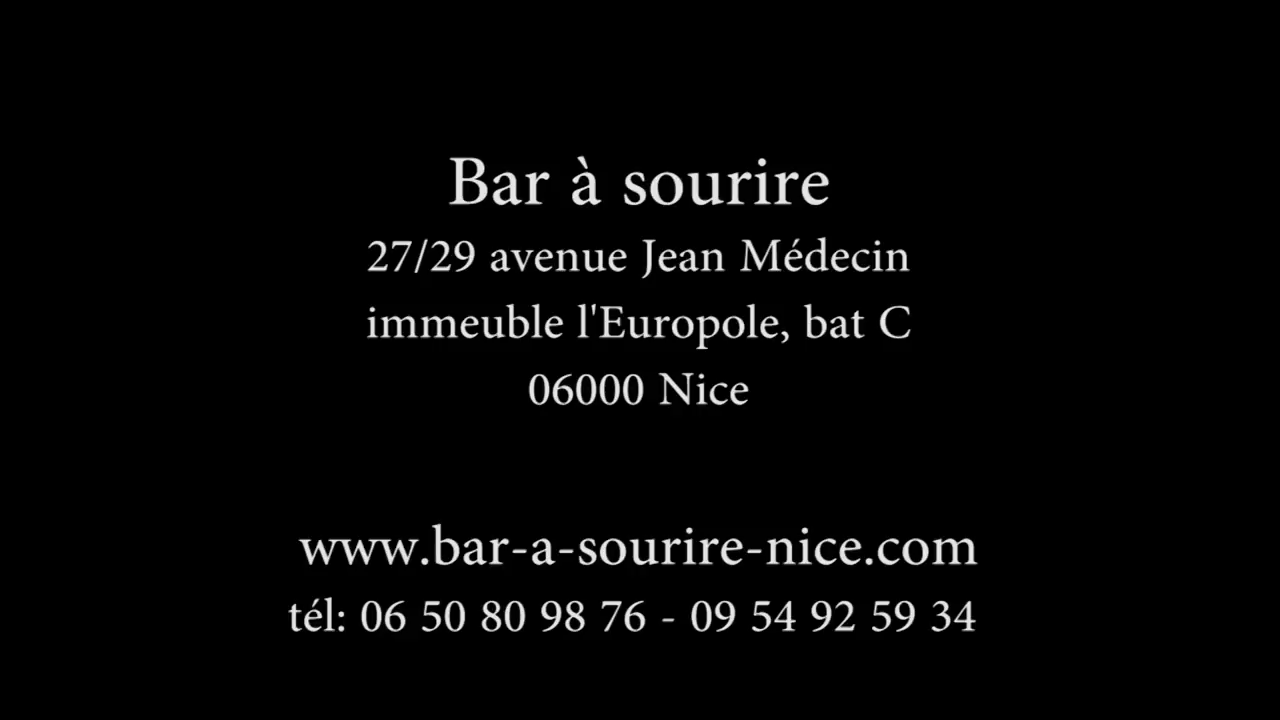 Bar à sourire
27/29 avenue Jean Médecin
immeuble l'Europole, bat C
06000 Nice
www.bar-a-sourire-nice.com
tél: 06 50 80 98 76 - 09 54 92 59 34